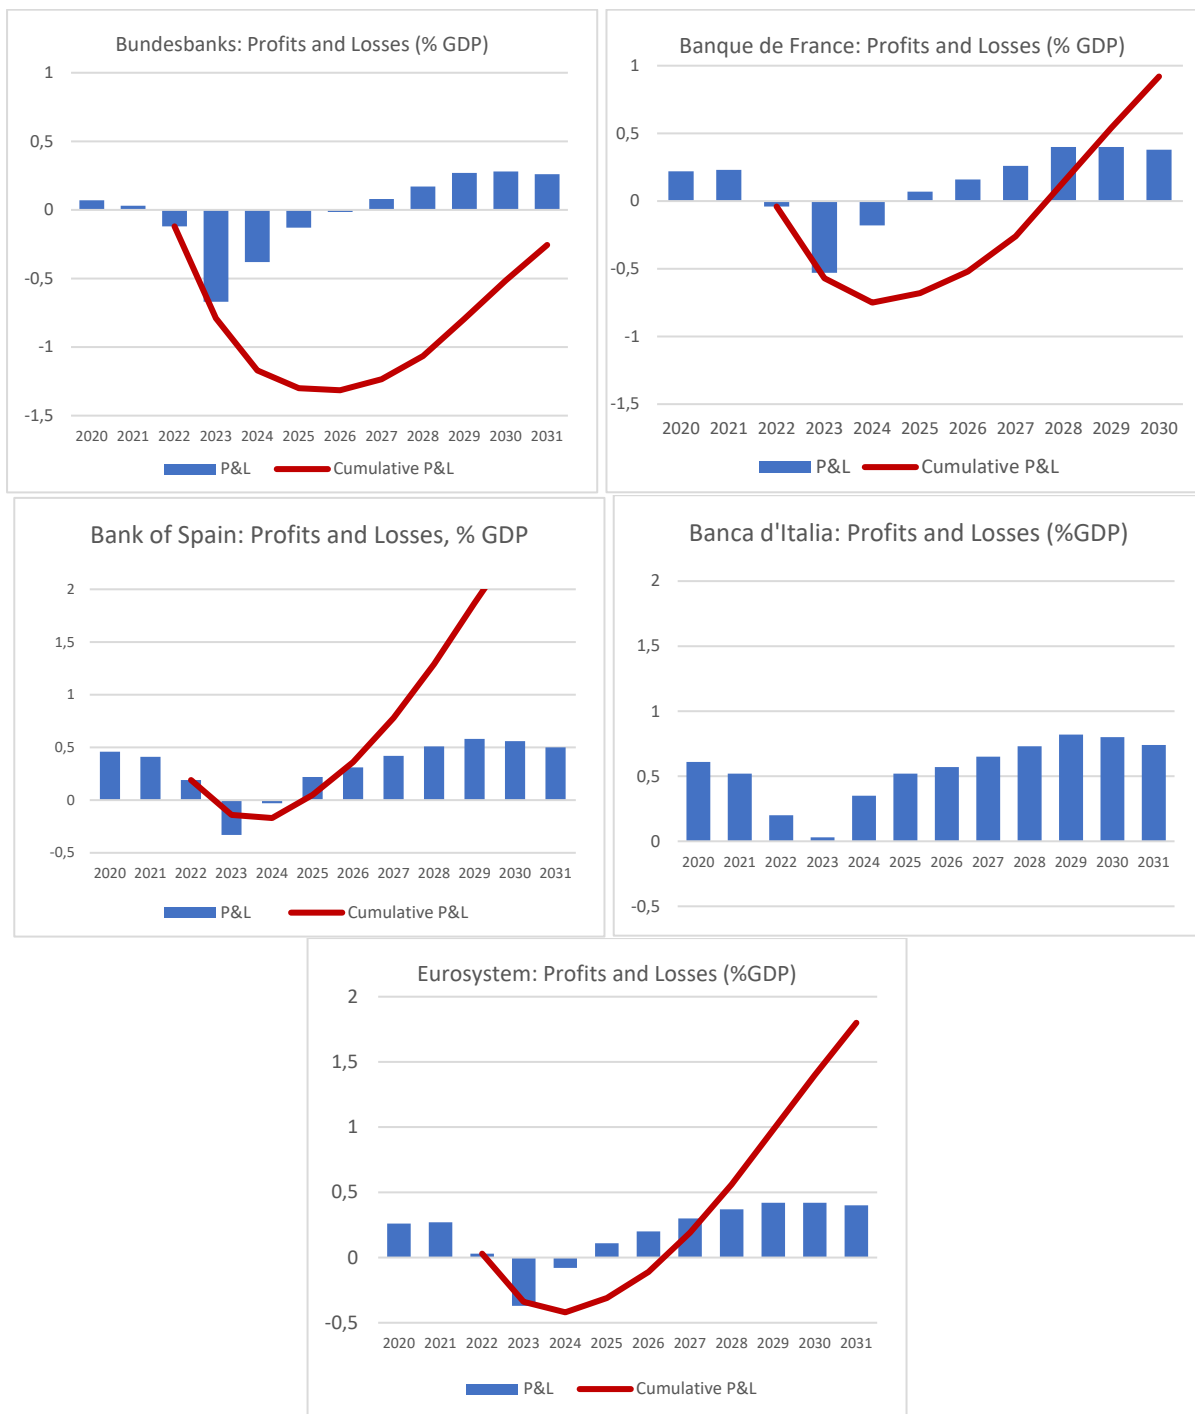 Bundesbanks: Profits and Losses (% GDP)
1
0,5
0
-0,5
-1
-1,5
2020 2021 2022 2023 2024 2025 2026 2027 2028 2029 2030 2031
P&L Cumulative P&L
Banque de France: Profits and Losses (% GDP)
1
0,5
0
-0,5
-1
-1,5
2020 2021 2022 2023 2024 2025 2026 2027 2028 2029 2030
P&L Cumulative P&L
Bank of Spain: Profits and Losses, % GDP
2
1,5
1
0,5
0
-0,5
2020 2021 2022 2023 2024 2025 2026 2027 2028 2029 2030 2031
P&L Cumulative P&L
Banca d'Italia: Profits and Losses (%GDP)
2
1,5
1
0,5
0
2020 2021 2022 2023 2024 2025 2026 2027 2028 2029 2030 2031
-0,5
Eurosystem: Profits and Losses (%GDP)
2
1,5
1
0,5
0
-0,5
2020 2021 2022 2023 2024 2025 2026 2027 2028 2029 2030 2031
P&L Cumulative P&L